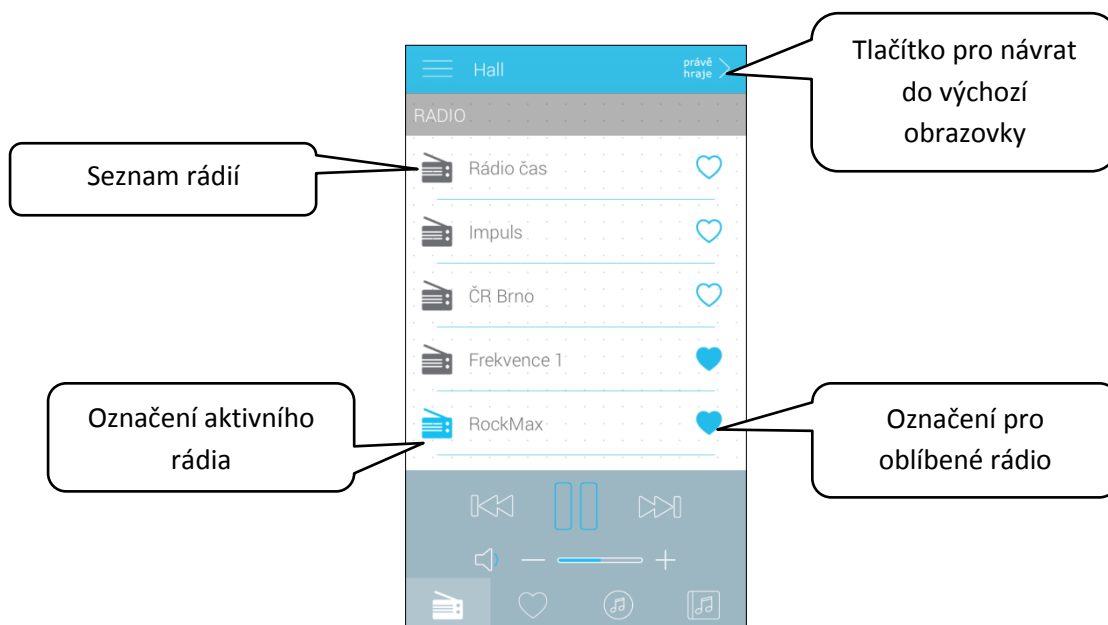 Tlačítko pro návrat
do výchozí
obrazovky
Hall
právě
hraje
RADIO
Seznam rádií
Rádio čas
Impuls
ČR Brno
Frekvence 1
Označení aktivního
rádia
RockMax
Označení pro
oblíbené rádio